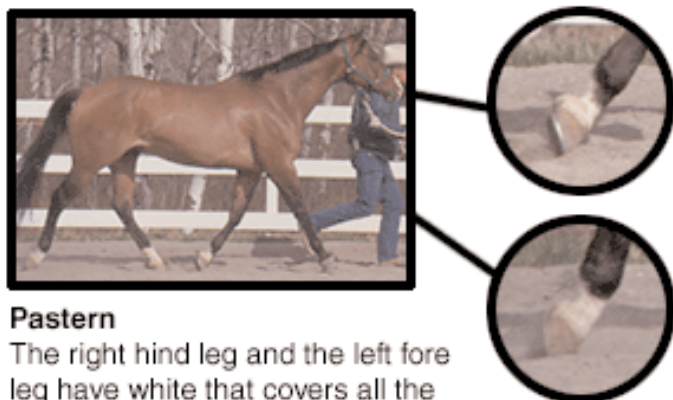 Pastern
The right hind leg and the left fore
leg have white that covers all the